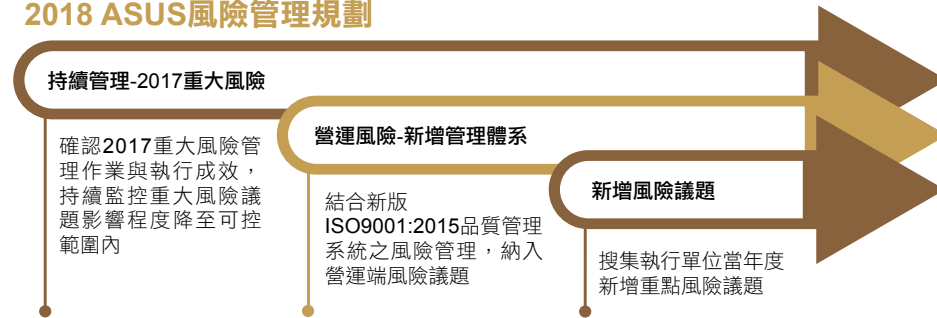 2018 ASUS風險管理規劃
持續管理-2017重大風險
確認2017重大風險管
理作業與執行成效，
持續監控重大風險議
題影響程度降至可控
範圍內
營運風險-新增管理體系
結合新版
ISO9001:2015品質管理
系統之風險管理，納入
營運端風險議題
新增風險議題
搜集執行單位當年度
新增重點風險議題